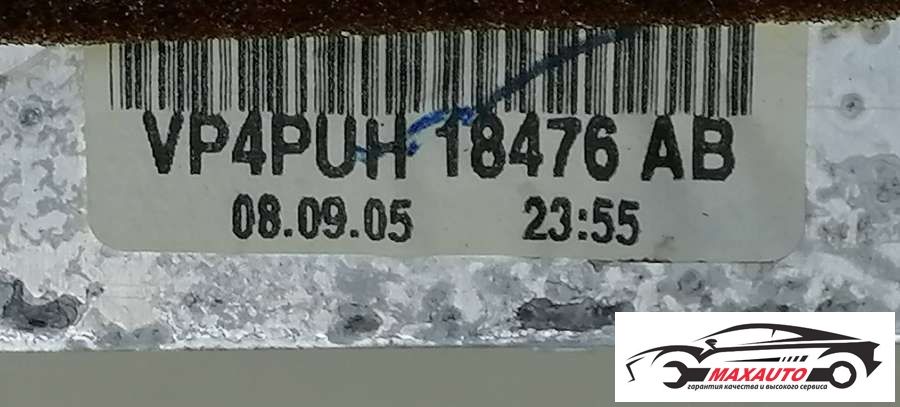 VP4PUH 18476 AB
08.09.05 23:55
MAXAUTO
гарантия качества и высокого сервиса